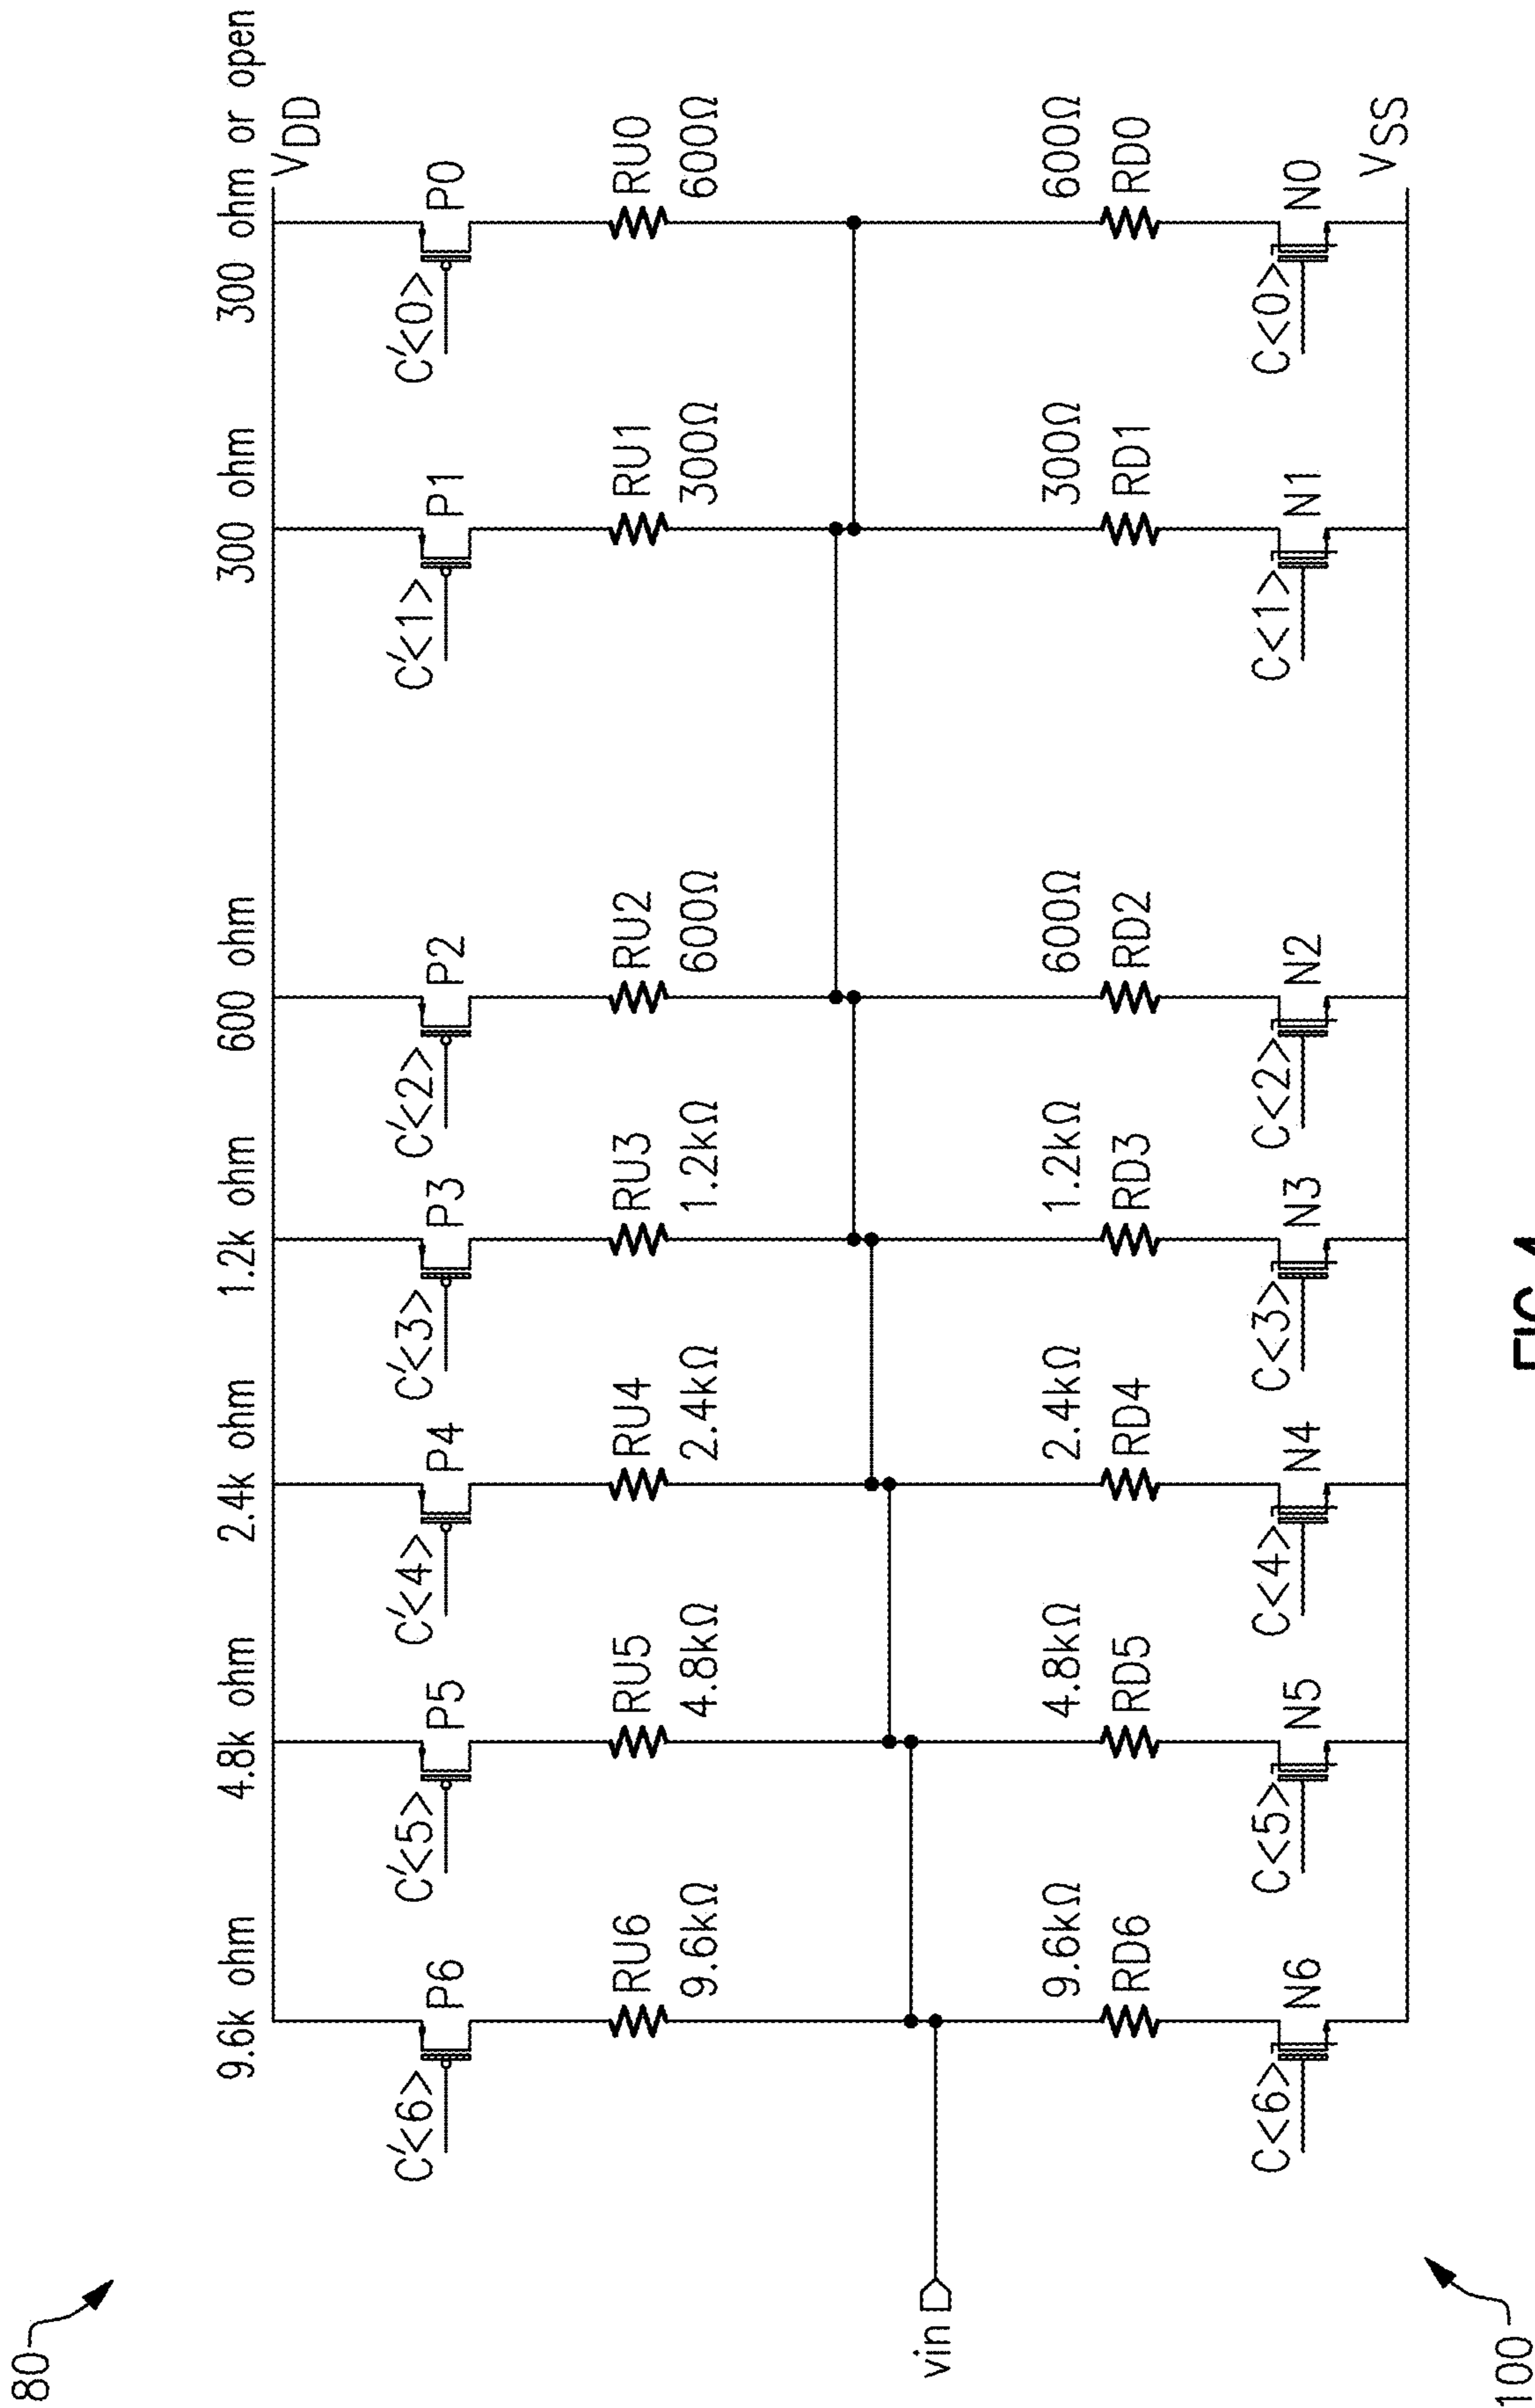 80
9.6k ohm
4.8k ohm
2.4k ohm
1.2k ohm
600 ohm
300 ohm
300 ohm or open
VDD
C'<6>
P6
C'<5>
P5
C'<4>
P4
C'<3>
P3
C'<2>
P2
C'<1>
P1
C'<0>
P0
RU6
9.6kΩ
RU5
4.8kΩ
RU4
2.4kΩ
RU3
1.2kΩ
RU2
600Ω
RU1
300Ω
RU0
600Ω
vin
9.6kΩ
RD6
4.8kΩ
RD5
2.4kΩ
RD4
1.2kΩ
RD3
600Ω
RD2
300Ω
RD1
600Ω
RD0
C<6>
N6
C<5>
N5
C<4>
N4
C<3>
N3
C<2>
N2
C<1>
N1
C<0>
N0
VSS
100